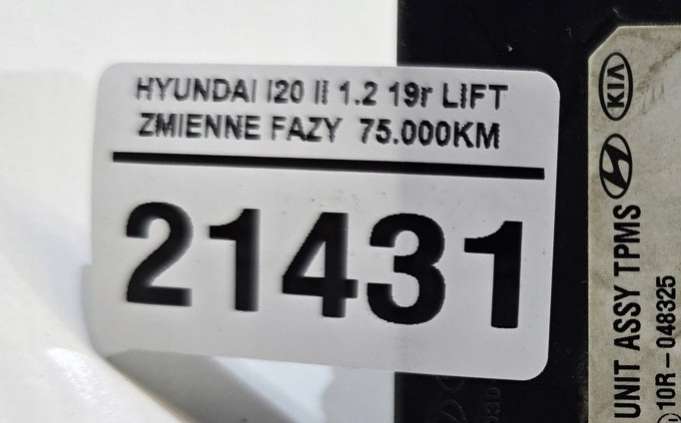 HYUNDAI I20 II 1.2 19r LIFT
ZMIENNE FAZY 75.000KM
21431
KIA
UNIT ASSY TPMS
10R-048325